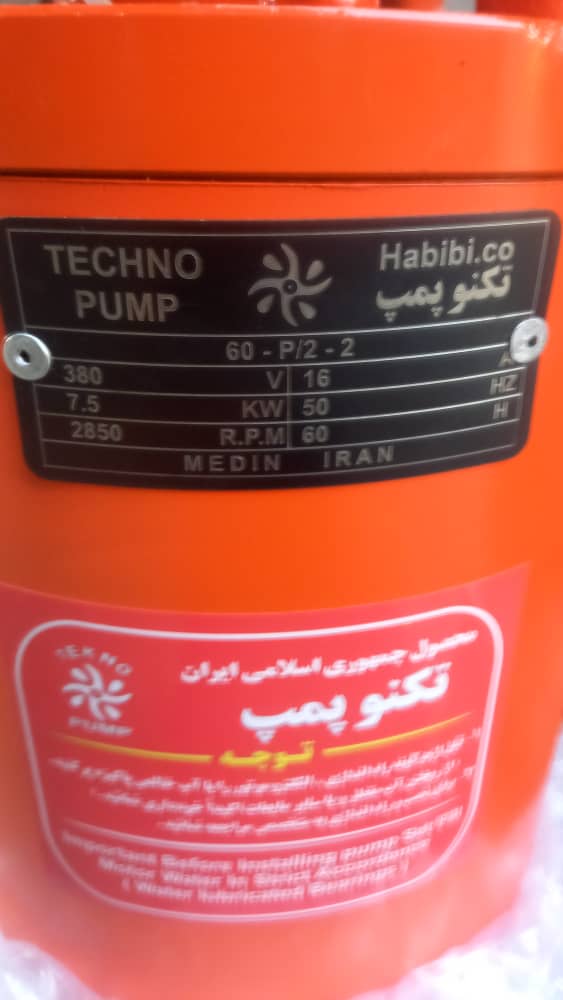 TECHNO Habibi.co
PUMP تکنو پمپ
60 - P/2 - 2
380 V 16 A
7.5 KW 50 HZ
2850 R.P.M 60 H
MEDIN IRAN
TEKNO
PUMP
محصول جمهوری اسلامی ایران
تکنو پمپ
توجه
Important Before Installing Pump Set Fill
Motor Water In Strict Accordance
( Water lubricated Bearings )